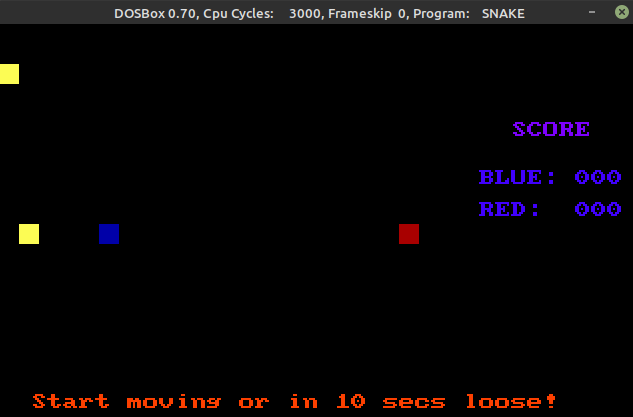 DOSBox 0.70, Cpu Cycles: 3000, Frameskip 0, Program: SNAKE
SCORE
BLUE: 000
RED: 000
Start moving or in 10 secs loose!